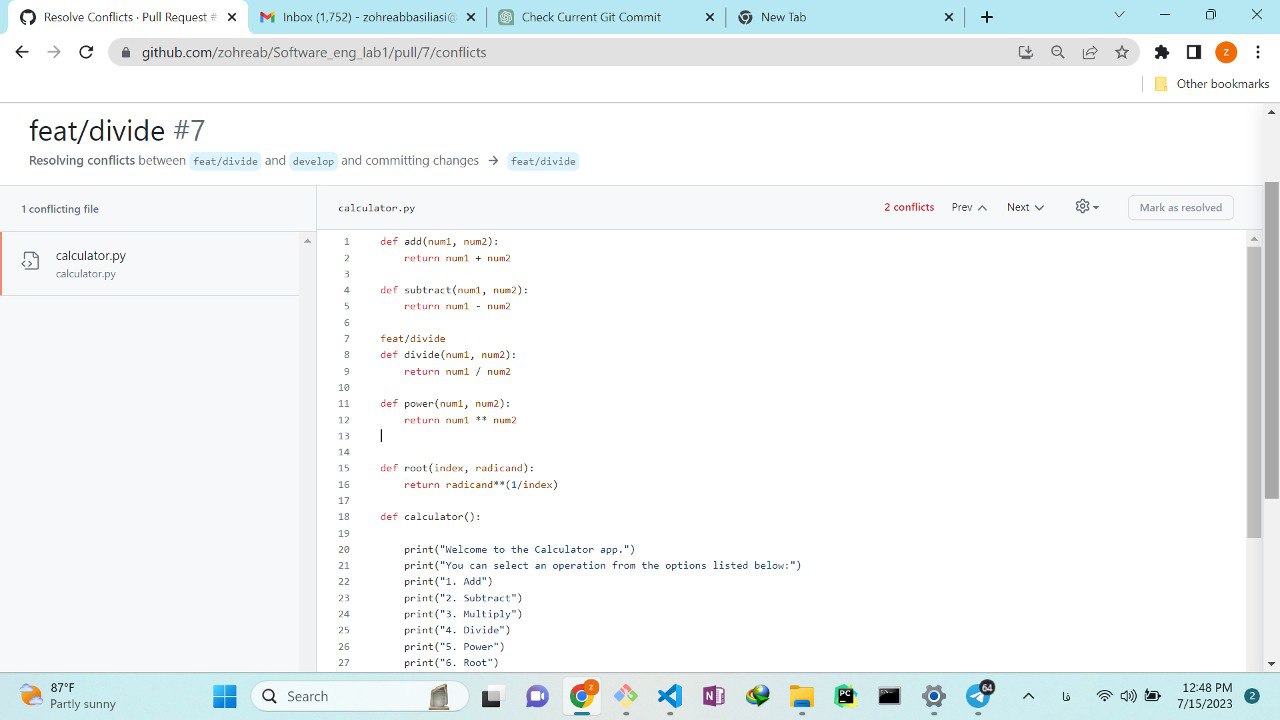 Resolve Conflicts · Pull Request #
Inbox (1,752) - zohreabbasiliasi@
Check Current Git Commit
New Tab
github.com/zohreab/Software_eng_lab1/pull/7/conflicts
z
Other bookmarks
feat/divide #7
Resolving conflicts between feat/divide and develop and committing changes → feat/divide
1 conflicting file
calculator.py
2 conflicts
Prev
Next
Mark as resolved
calculator.py
calculator.py
1 def add(num1, num2):
2 return num1 + num2
3
4 def subtract(num1, num2):
5 return num1 - num2
6
7 feat/divide
8 def divide(num1, num2):
9 return num1 / num2
10
11 def power(num1, num2):
12 return num1 ** num2
13
14
15 def root(index, radicand):
16 return radicand**(1/index)
17
18 def calculator():
19
20 print("Welcome to the Calculator app.")
21 print("You can select an operation from the options listed below:")
22 print("1. Add")
23 print("2. Subtract")
24 print("3. Multiply")
25 print("4. Divide")
26 print("5. Power")
27 print("6. Root")
87°F
Partly sunny
Search
z
N
PC
64
فا
12:48 PM
7/15/2023
2